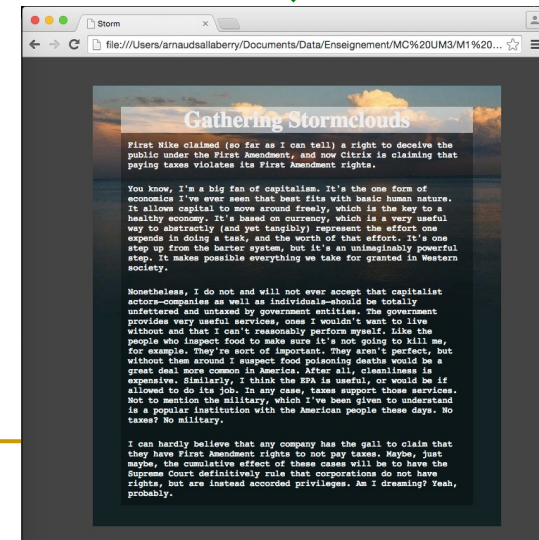 Storm
file:///Users/arnaudsallaberry/Documents/Data/Enseignement/MC%20UM3/M1%20...
Gathering Stormclouds
First Nike claimed (so far as I can tell) a right to deceive the
public under the First Amendment, and now Citrix is claiming that
paying taxes violates its First Amendment rights.
You know, I'm a big fan of capitalism. It's the one form of
economics I've ever seen that best fits with basic human nature.
It allows capital to move around freely, which is the key to a
healthy economy. It's based on currency, which is a very useful
way to abstractly (and yet tangibly) represent the effort one
expends in doing a task, and the worth of that effort. It's one
step up from the barter system, but it's an unimaginably powerful
step. It makes possible everything we take for granted in Western
society.
Nonetheless, I do not and will not ever accept that capitalist
actors—companies as well as individuals—should be totally
unfettered and untaxed by government entities. The government
provides very useful services, ones I wouldn't want to live
without and that I can't reasonably perform myself. Like the
people who inspect food to make sure it's not going to kill me,
for example. They're sort of important. They aren't perfect, but
without them around I suspect food poisoning deaths would be a
great deal more common in America. After all, cleanliness is
expensive. Similarly, I think the EPA is useful, or would be if
allowed to do its job. In any case, taxes support those services.
Not to mention the military, which I've been given to understand
is a popular institution with the American people these days. No
taxes? No military.
I can hardly believe that any company has the gall to claim that
they have First Amendment rights to not pay taxes. Maybe, just
maybe, the cumulative effect of these cases will be to have the
Supreme Court definitively rule that corporations do not have
rights, but are instead accorded privileges. Am I dreaming? Yeah,
probably.